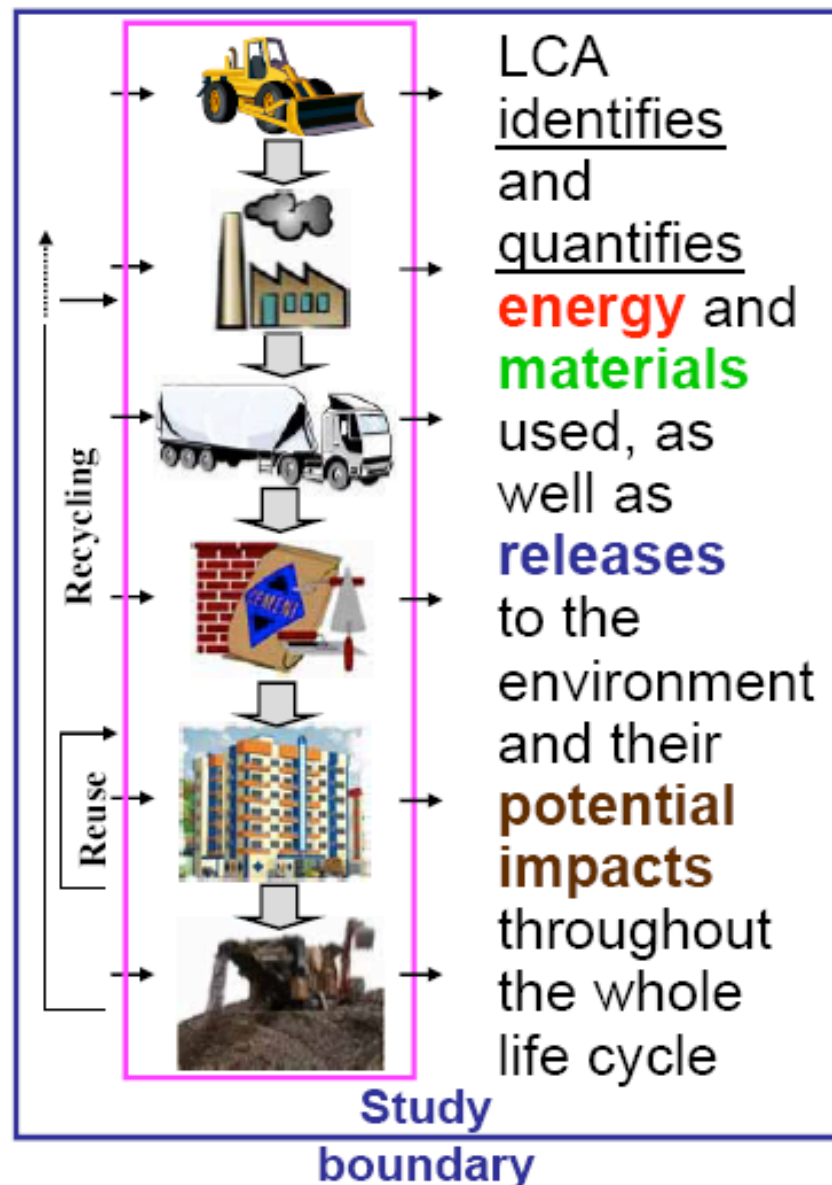 LCA
identifies
and
quantifies
energy and
materials
used, as
well as
releases
to the
environment
and their
potential
impacts
throughout
the whole
life cycle
Recycling
Reuse
CEMENT
Study
boundary